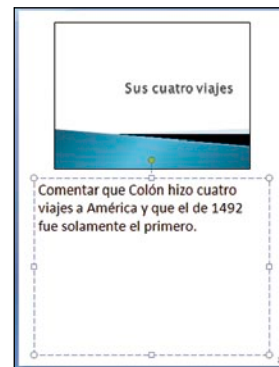 Sus cuatro viajes
Comentar que Colón hizo cuatro
viajes a América y que el de 1492
fue solamente el primero.